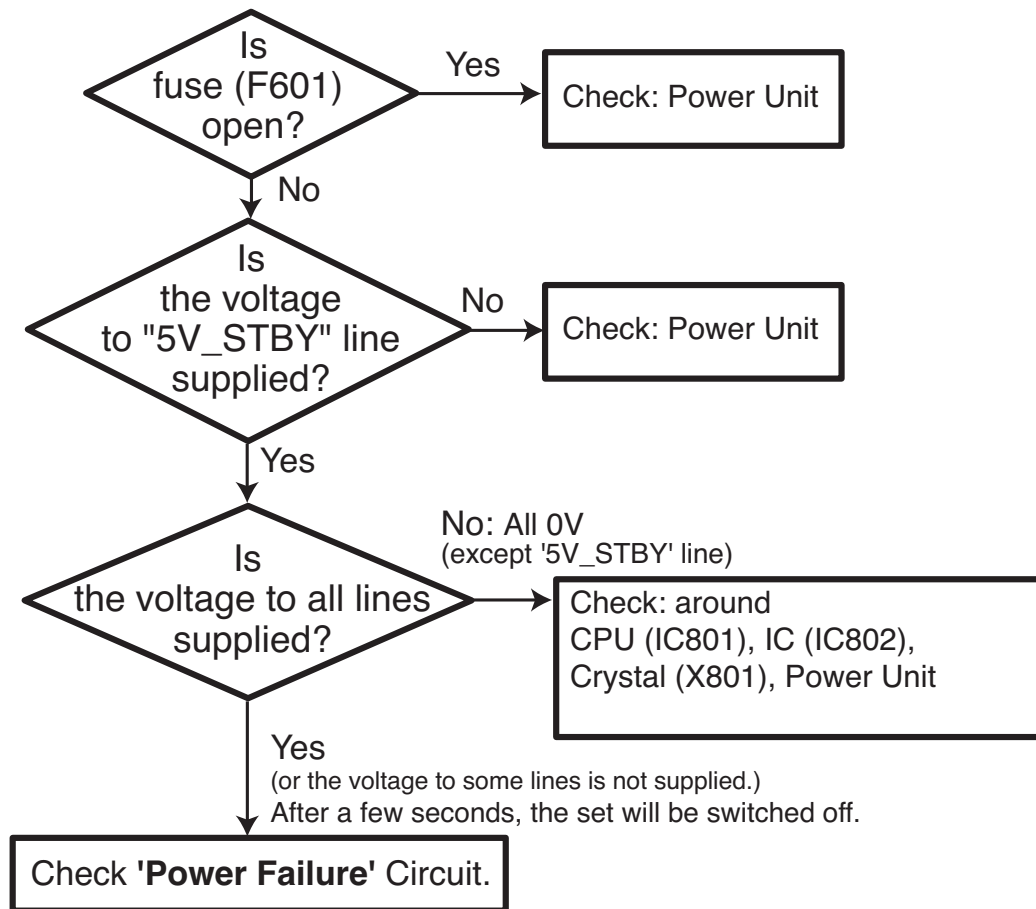 Is
fuse (F601)
open?
Yes
Check: Power Unit
No
Is
the voltage
to "5V_STBY" line
supplied?
No
Check: Power Unit
Yes
Is
the voltage to all lines
supplied?
No: All 0V
(except '5V_STBY' line)
Check: around
CPU (IC801), IC (IC802),
Crystal (X801), Power Unit
Yes
(or the voltage to some lines is not supplied.)
After a few seconds, the set will be switched off.
Check 'Power Failure' Circuit.